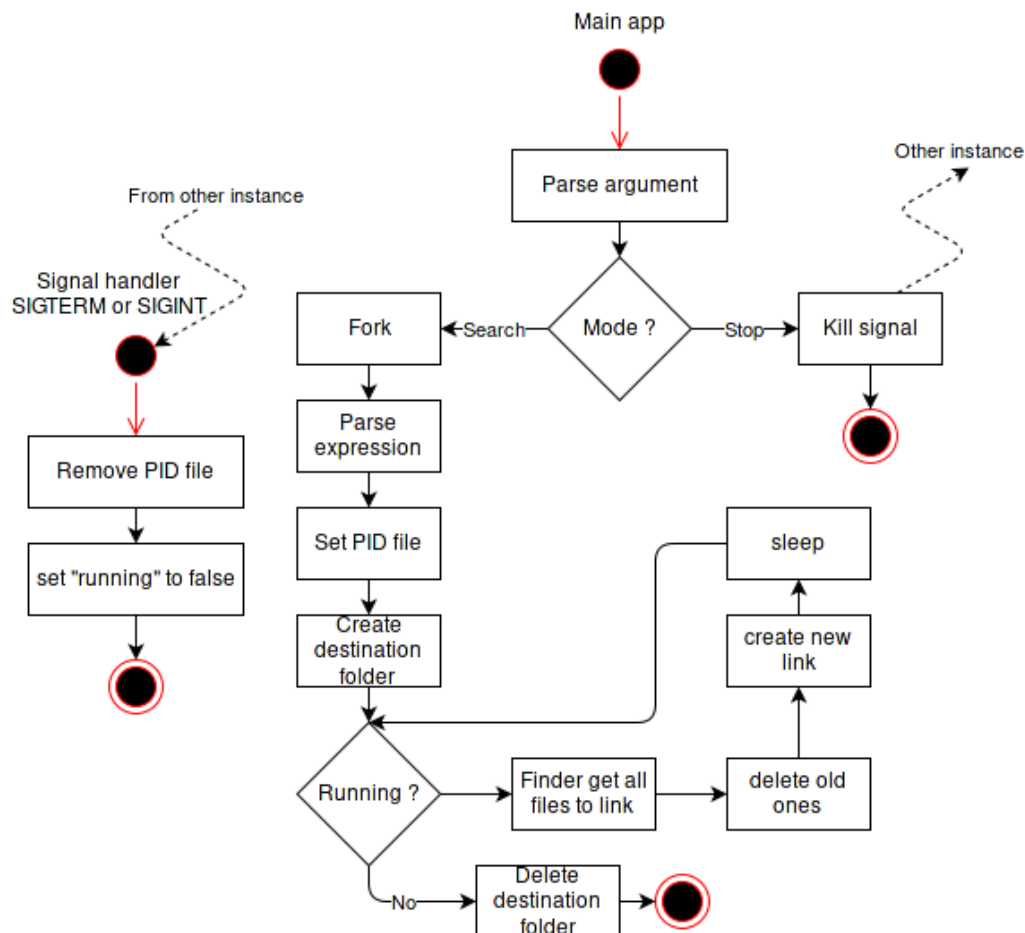 Main app
Parse argument
Other instance
From other instance
Signal handler
SIGTERM or SIGINT
Fork
Search
Mode ?
Stop
Kill signal
Parse
expression
Remove PID file
Set PID file
sleep
set "running" to false
Create
destination
folder
create new
link
Running ?
Finder get all
files to link
delete old
ones
No
Delete
destination
folder